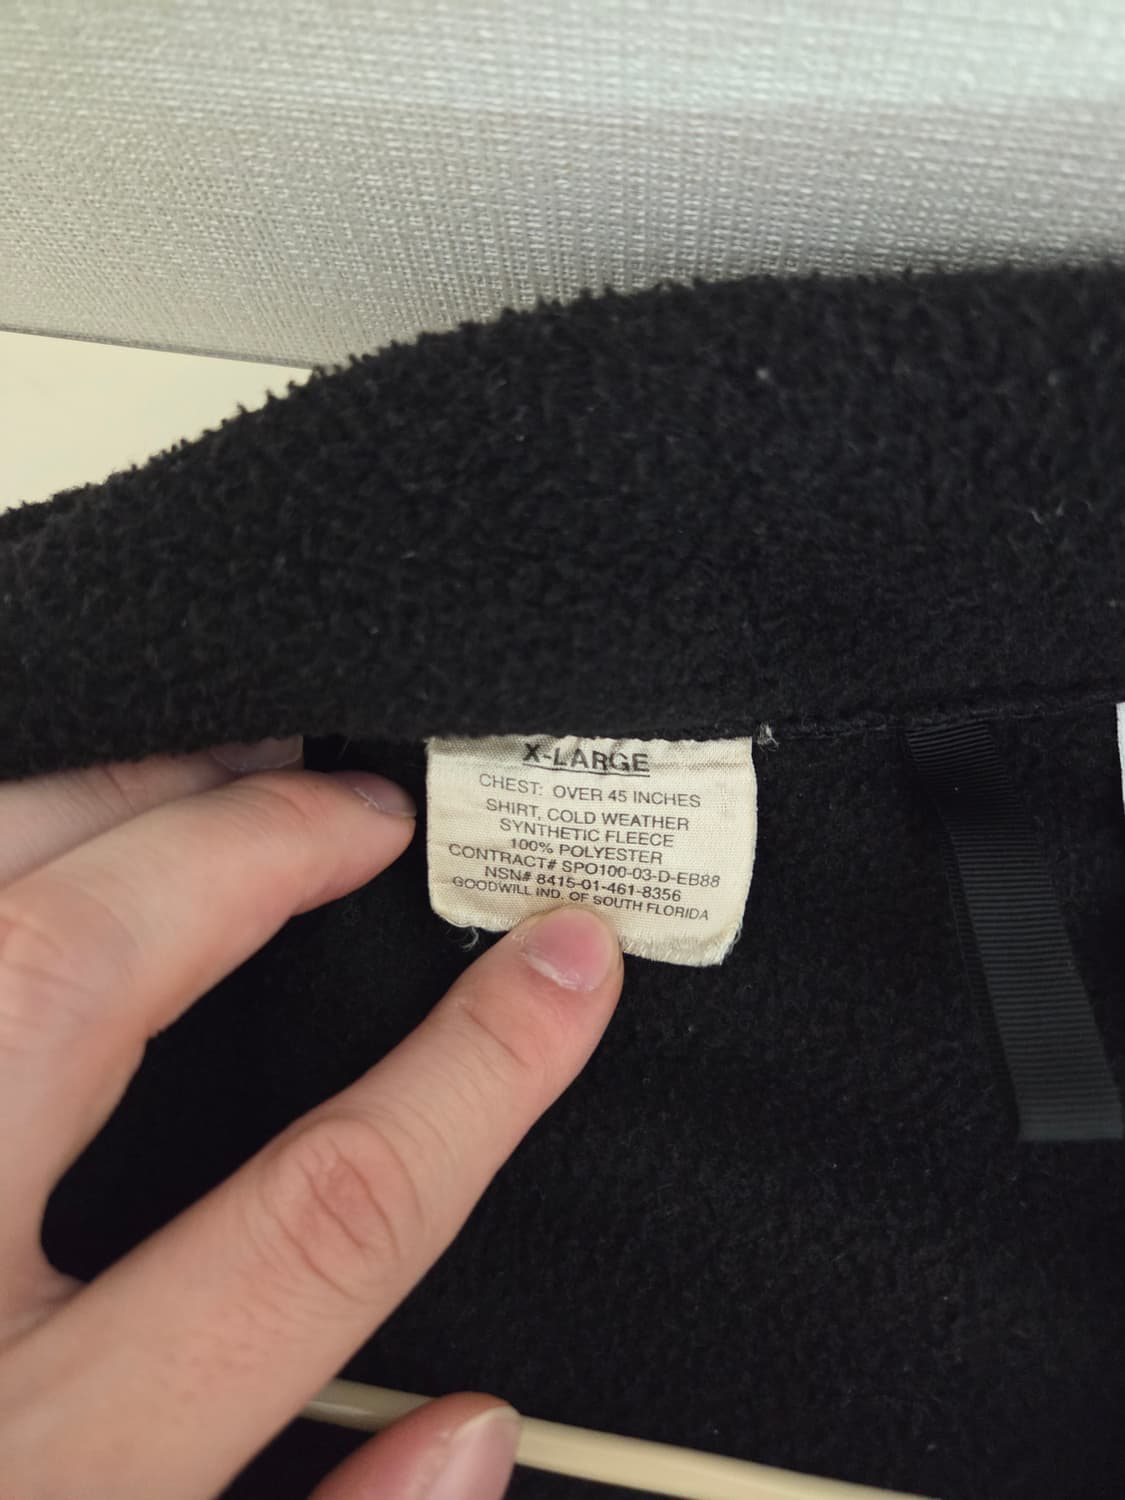 X-LARGE
CHEST: OVER 45 INCHES
SHIRT, COLD WEATHER
SYNTHETIC FLEECE
100% POLYESTER
CONTRACT# SPO100-03-D-EB88
NSN# 8415-01-461-8356
GOODWILL IND. OF SOUTH FLORIDA